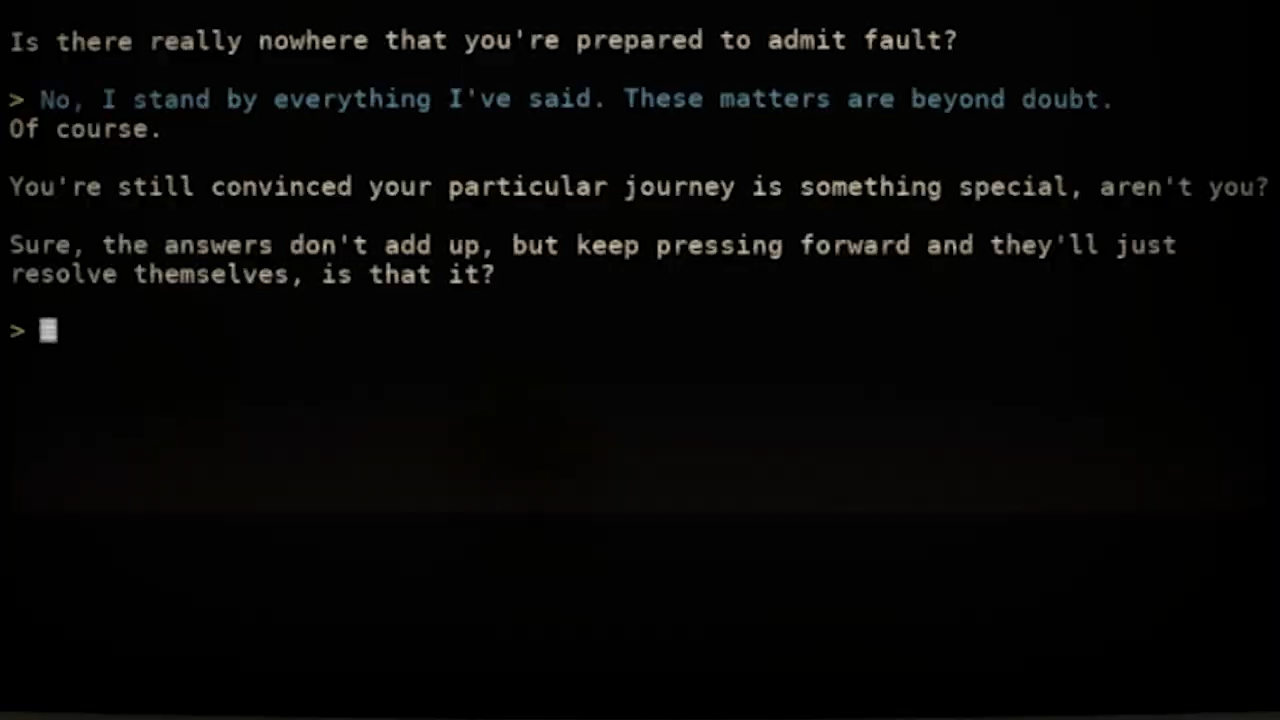 Is there really nowhere that you're prepared to admit fault?
> No, I stand by everything I've said. These matters are beyond doubt.
Of course.
You're still convinced your particular journey is something special, aren't you?
Sure, the answers don't add up, but keep pressing forward and they'll just
resolve themselves, is that it?
>